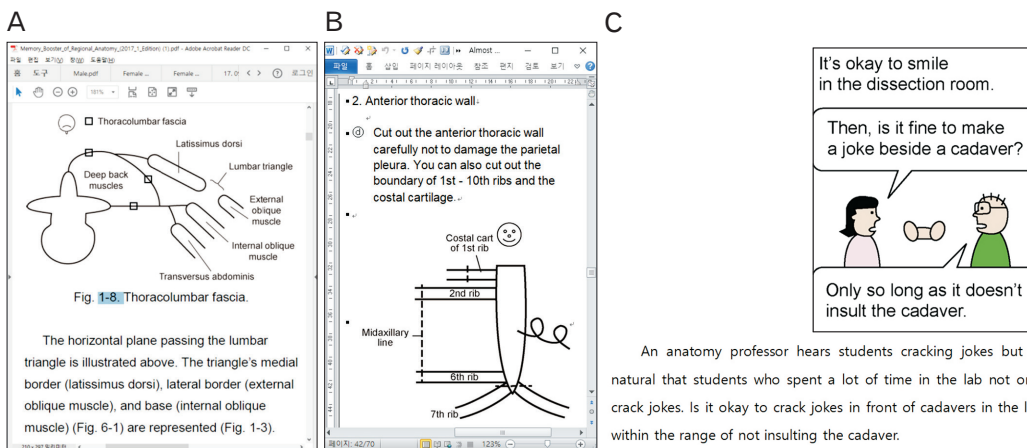 A
Memory_Booster_of_Regional_Anatomy_(2017_1_Edition) (1).pdf - Adobe Acrobat Reader DC
파일 편집 보기(V) 창(W) 도움말(H)
홈 도구 Male.pdf Female ... Female ... 로그인
181%
Thoracolumbar fascia
Latissimus dorsi
Lumbar triangle
Deep back
muscles
External
oblique
muscle
Internal oblique
muscle
Transversus abdominis
Fig. 1-8. Thoracolumbar fascia.
The horizontal plane passing the lumbar
triangle is illustrated above. The triangle's medial
border (latissimus dorsi), lateral border (external
oblique muscle), and base (internal oblique
muscle) (Fig. 6-1) are represented (Fig. 1-3).
B
Almost ...
파일 홈 삽입 페이지 레이아웃 참조 편지 검토 보기
2. Anterior thoracic wall
ⓓ Cut out the anterior thoracic wall
carefully not to damage the parietal
pleura. You can also cut out the
boundary of 1st - 10th ribs and the
costal cartilage.
Costal cart
of 1st rib
2nd rib
Midaxillary
line
6th rib
7th rib
페이지: 42/70 123%
C
It's okay to smile
in the dissection room.
Then, is it fine to make
a joke beside a cadaver?
Only so long as it doesn't
insult the cadaver.
An anatomy professor hears students cracking jokes but
natural that students who spent a lot of time in the lab not
crack jokes. Is it okay to crack jokes in front of cadavers in the
within the range of not insulting the cadaver.